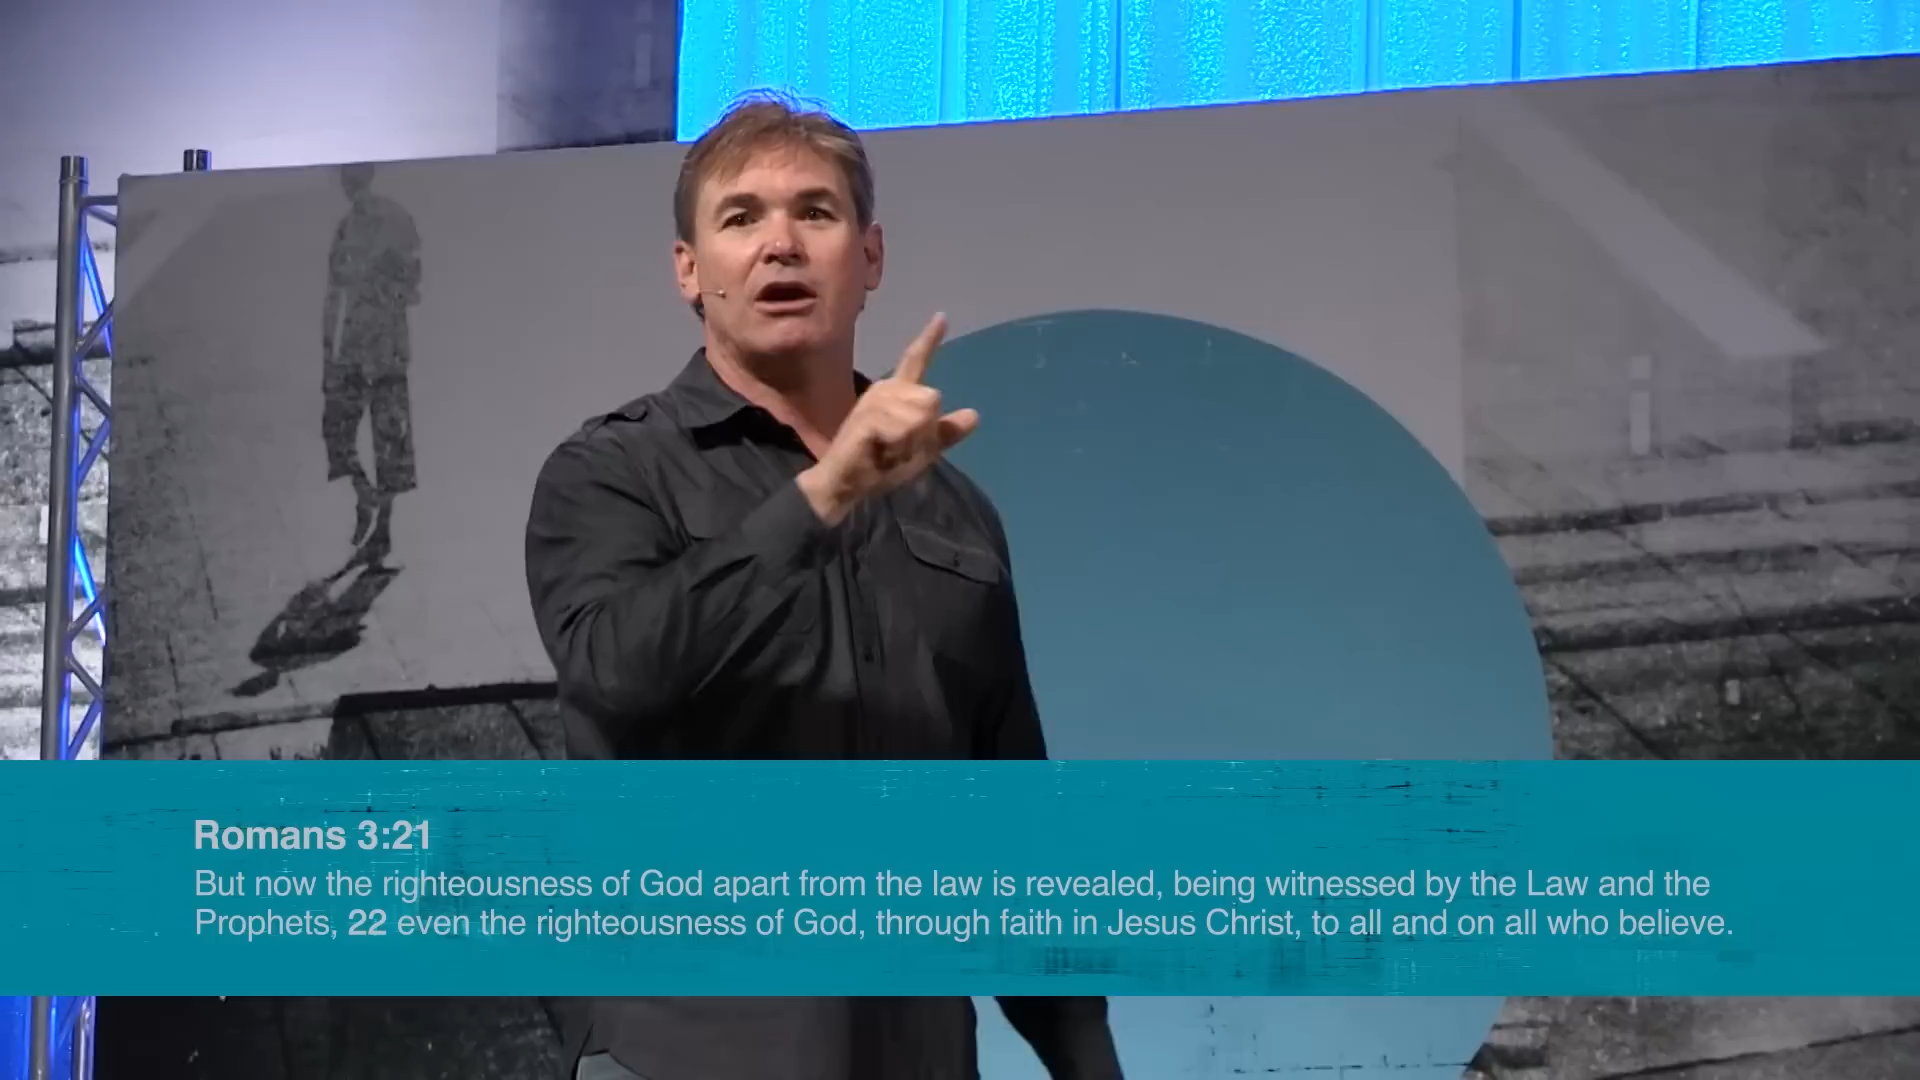 Romans 3:21
But now the righteousness of God apart from the law is revealed, being witnessed by the Law and the
Prophets, 22 even the righteousness of God, through faith in Jesus Christ, to all and on all who believe.